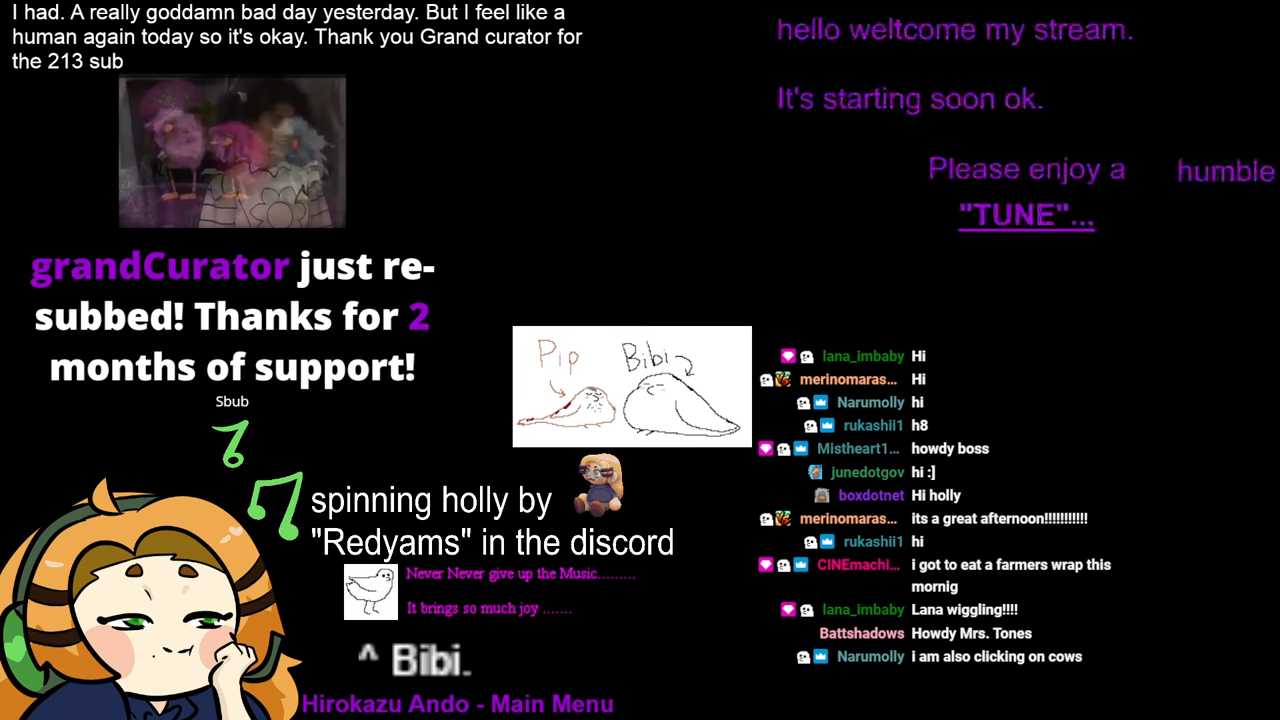 I had. A really goddamn bad day yesterday. But I feel like a
human again today so it's okay. Thank you Grand curator for
the 213 sub
hello weltcome my stream.
It's starting soon ok.
Please enjoy a humble
"TUNE"...
grandCurator just re-
subbed! Thanks for 2
months of support!
Sbub
Pip
Bibi
spinning holly by
"Redyams" in the discord
Never Never give up the Music.........
It brings so much joy .......
^ Bibi.
Hirokazu Ando - Main Menu
lana_imbaby Hi
merinomaras... Hi
Narumolly hi
rukashii1 h8
Mistheart1... howdy boss
junedotgov hi :]
boxdotnet Hi holly
merinomaras... its a great afternoon!!!!!!!!!!!
rukashii1 hi
CINEmachi... i got to eat a farmers wrap this
mornig
lana_imbaby Lana wiggling!!!!
Battshadows Howdy Mrs. Tones
Narumolly i am also clicking on cows